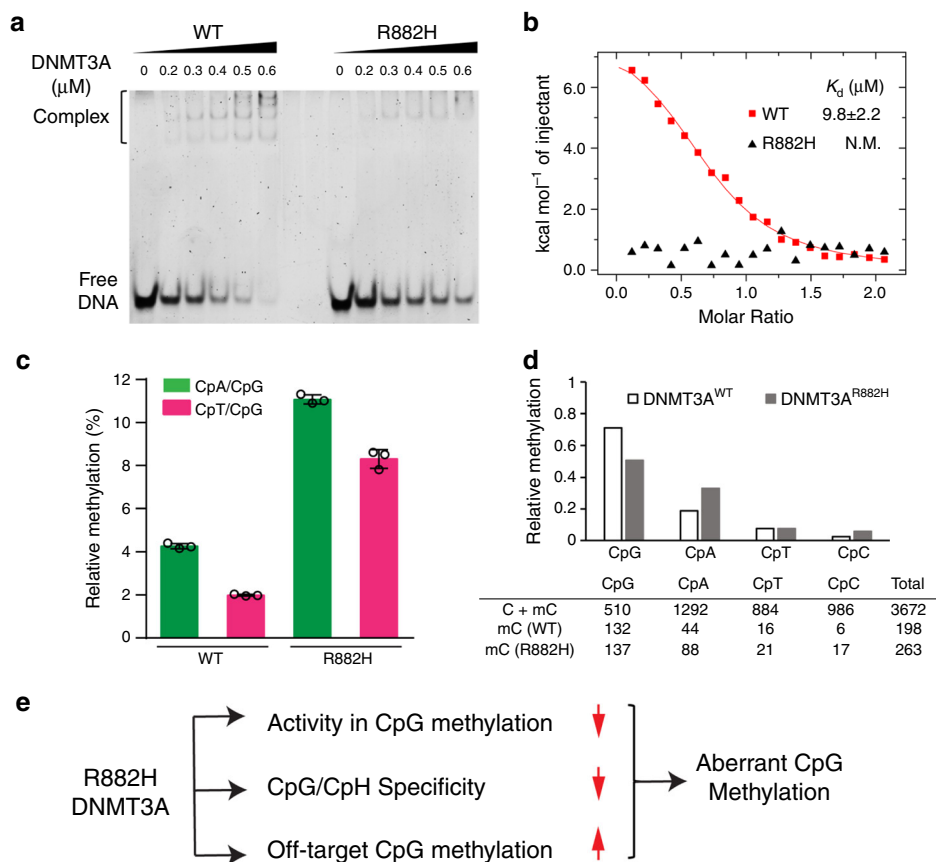 a
WT R882H
DNMT3A (μM)
0 0.2 0.3 0.4 0.5 0.6 0 0.2 0.3 0.4 0.5 0.6
Complex
Free DNA
b
kcal mol⁻¹ of injectant
6.0
4.0
2.0
0.0
Kd (μM)
WT 9.8±2.2
R882H N.M.
0.0 0.5 1.0 1.5 2.0
Molar Ratio
c
Relative methylation (%)
12
10
8
6
4
2
0
CpA/CpG
CpT/CpG
WT R882H
d
Relative methylation
1
0.8
0.6
0.4
0.2
0
DNMT3A^WT DNMT3A^R882H
CpG CpA CpT CpC
CpG CpA CpT CpC Total
C + mC 510 1292 884 986 3672
mC (WT) 132 44 16 6 198
mC (R882H) 137 88 21 17 263
e
R882H
DNMT3A
Activity in CpG methylation
CpG/CpH Specificity
Off-target CpG methylation
Aberrant CpG
Methylation